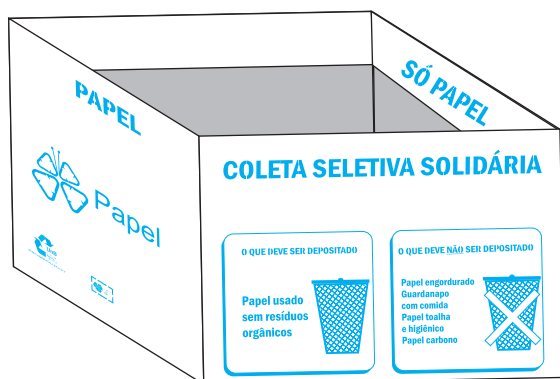 PAPEL
SÓ PAPEL
Papel
COLETA SELETIVA SOLIDÁRIA
O QUE DEVE SER DEPOSITADO
Papel usado
sem resíduos
orgânicos
O QUE DEVE NÃO SER DEPOSITADO
Papel engordurado
Guardanapo
com comida
Papel toalha
e higiênico
Papel carbono